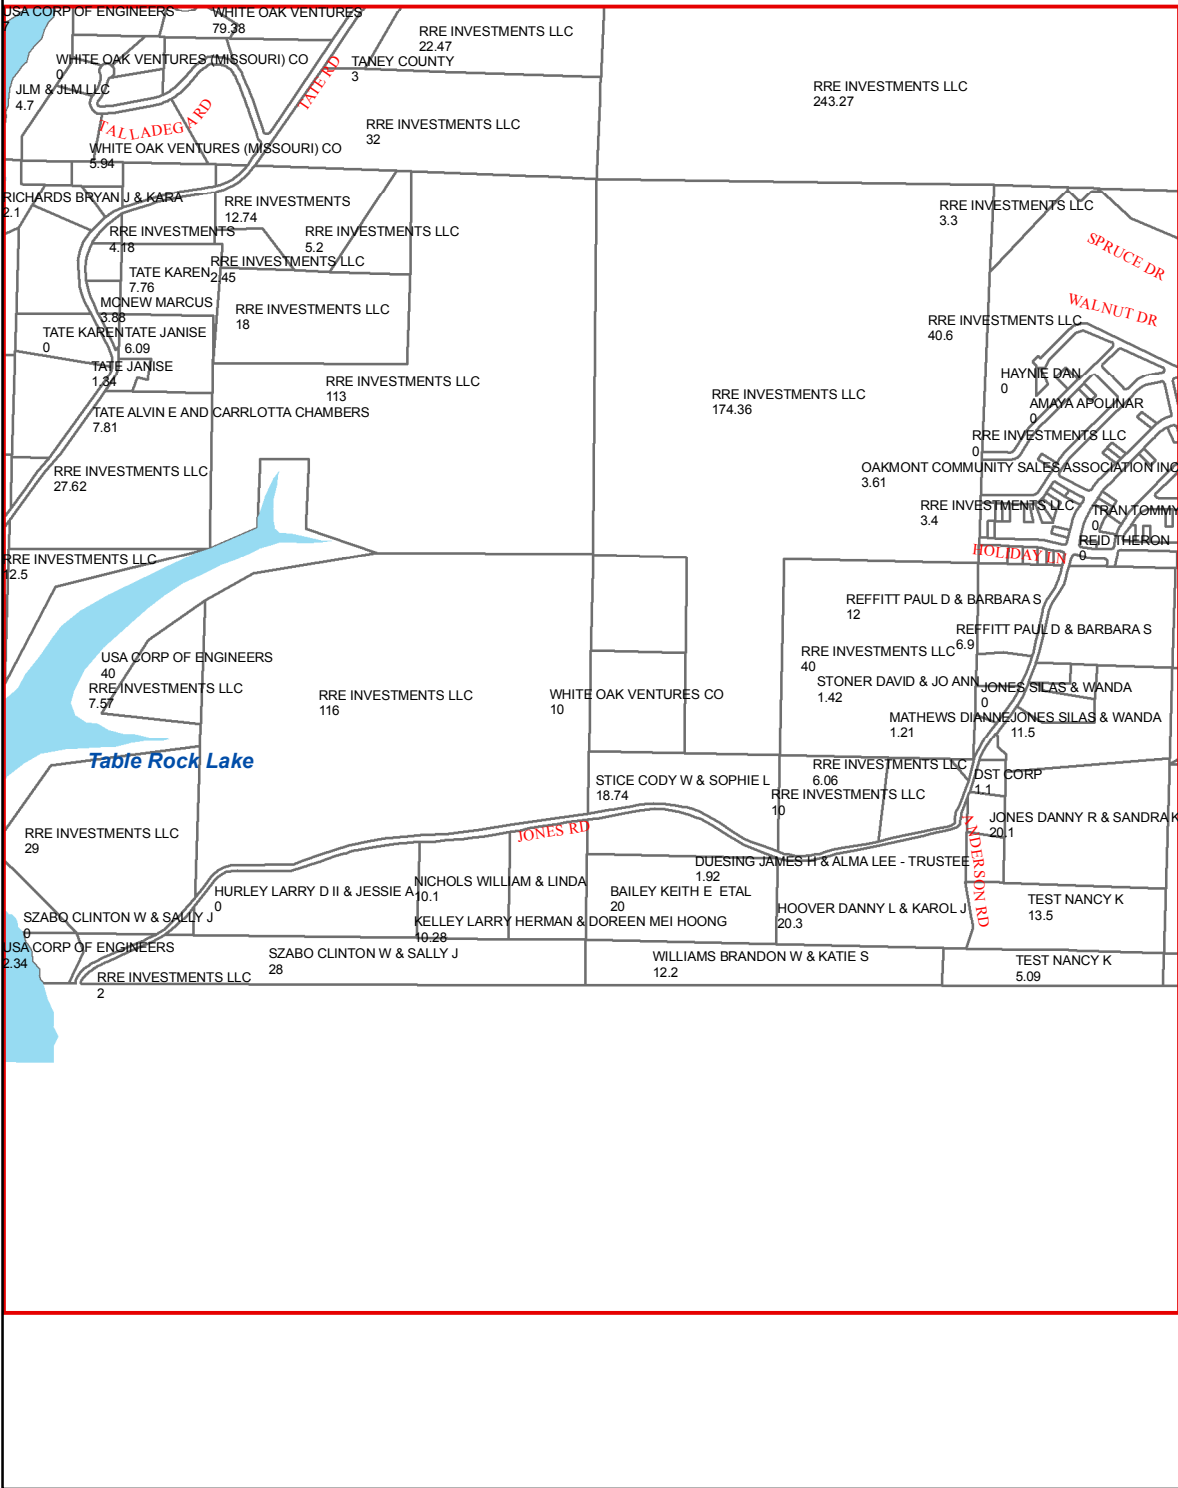 USA CORP OF ENGINEERS
7
WHITE OAK VENTURES
79.38
RRE INVESTMENTS LLC
22.47
WHITE OAK VENTURES (MISSOURI) CO
0
TANEY COUNTY
3
TATE RD
JLM & JLM LLC
4.7
RRE INVESTMENTS LLC
243.27
TALLADEGA RD
RRE INVESTMENTS LLC
32
WHITE OAK VENTURES (MISSOURI) CO
5.94
RICHARDS BRYAN J & KARA
2.1
RRE INVESTMENTS
12.74
RRE INVESTMENTS LLC
3.3
RRE INVESTMENTS
4.18
RRE INVESTMENTS LLC
5.2
SPRUCE DR
RRE INVESTMENTS LLC
2.45
TATE KAREN
7.76
MCNEW MARCUS
3.88
RRE INVESTMENTS LLC
18
WALNUT DR
RRE INVESTMENTS LLC
40.6
TATE KAREN
0
TATE JANISE
6.09
TATE JANISE
1.34
HAYNIE DAN
0
RRE INVESTMENTS LLC
113
RRE INVESTMENTS LLC
174.36
AMAYA APOLINAR
0
TATE ALVIN E AND CARRLOTTA CHAMBERS
7.81
RRE INVESTMENTS LLC
0
RRE INVESTMENTS LLC
27.62
OAKMONT COMMUNITY SALES ASSOCIATION INC
3.61
RRE INVESTMENTS LLC
3.4
TRAN TOMMY
0
REID THERON
0
HOLIDAY LN
RRE INVESTMENTS LLC
12.5
REFFITT PAUL D & BARBARA S
12
REFFITT PAUL D & BARBARA S
6.9
USA CORP OF ENGINEERS
40
RRE INVESTMENTS LLC
40
RRE INVESTMENTS LLC
7.57
RRE INVESTMENTS LLC
116
WHITE OAK VENTURES CO
10
STONER DAVID & JO ANN
1.42
JONES SILAS & WANDA
0
MATHEWS DIANNE
1.21
JONES SILAS & WANDA
11.5
Table Rock Lake
RRE INVESTMENTS LLC
6.06
STICE CODY W & SOPHIE L
18.74
DST CORP
1.1
RRE INVESTMENTS LLC
10
JONES DANNY R & SANDRA K
20.1
RRE INVESTMENTS LLC
29
JONES RD
ANDERSON RD
DUESING JAMES H & ALMA LEE - TRUSTEE
1.92
HURLEY LARRY D II & JESSIE A
0
NICHOLS WILLIAM & LINDA
10.1
BAILEY KEITH E  ETAL
20
TEST NANCY K
13.5
HOOVER DANNY L & KAROL J
20.3
SZABO CLINTON W & SALLY J
0
KELLEY LARRY HERMAN & DOREEN MEI HOONG
10.28
USA CORP OF ENGINEERS
2.34
SZABO CLINTON W & SALLY J
28
WILLIAMS BRANDON W & KATIE S
12.2
TEST NANCY K
5.09
RRE INVESTMENTS LLC
2